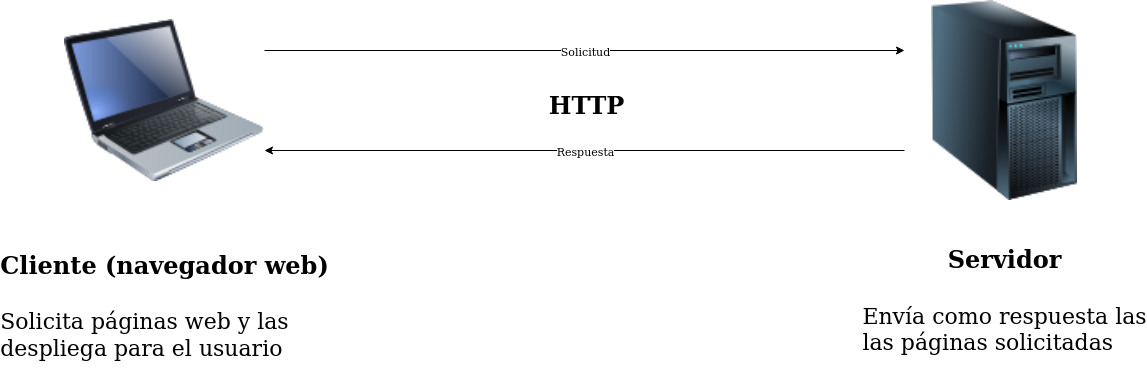 Solicitud
HTTP
Respuesta
Cliente (navegador web)
Solicita páginas web y las
despliega para el usuario
Servidor
Envía como respuesta las
las páginas solicitadas